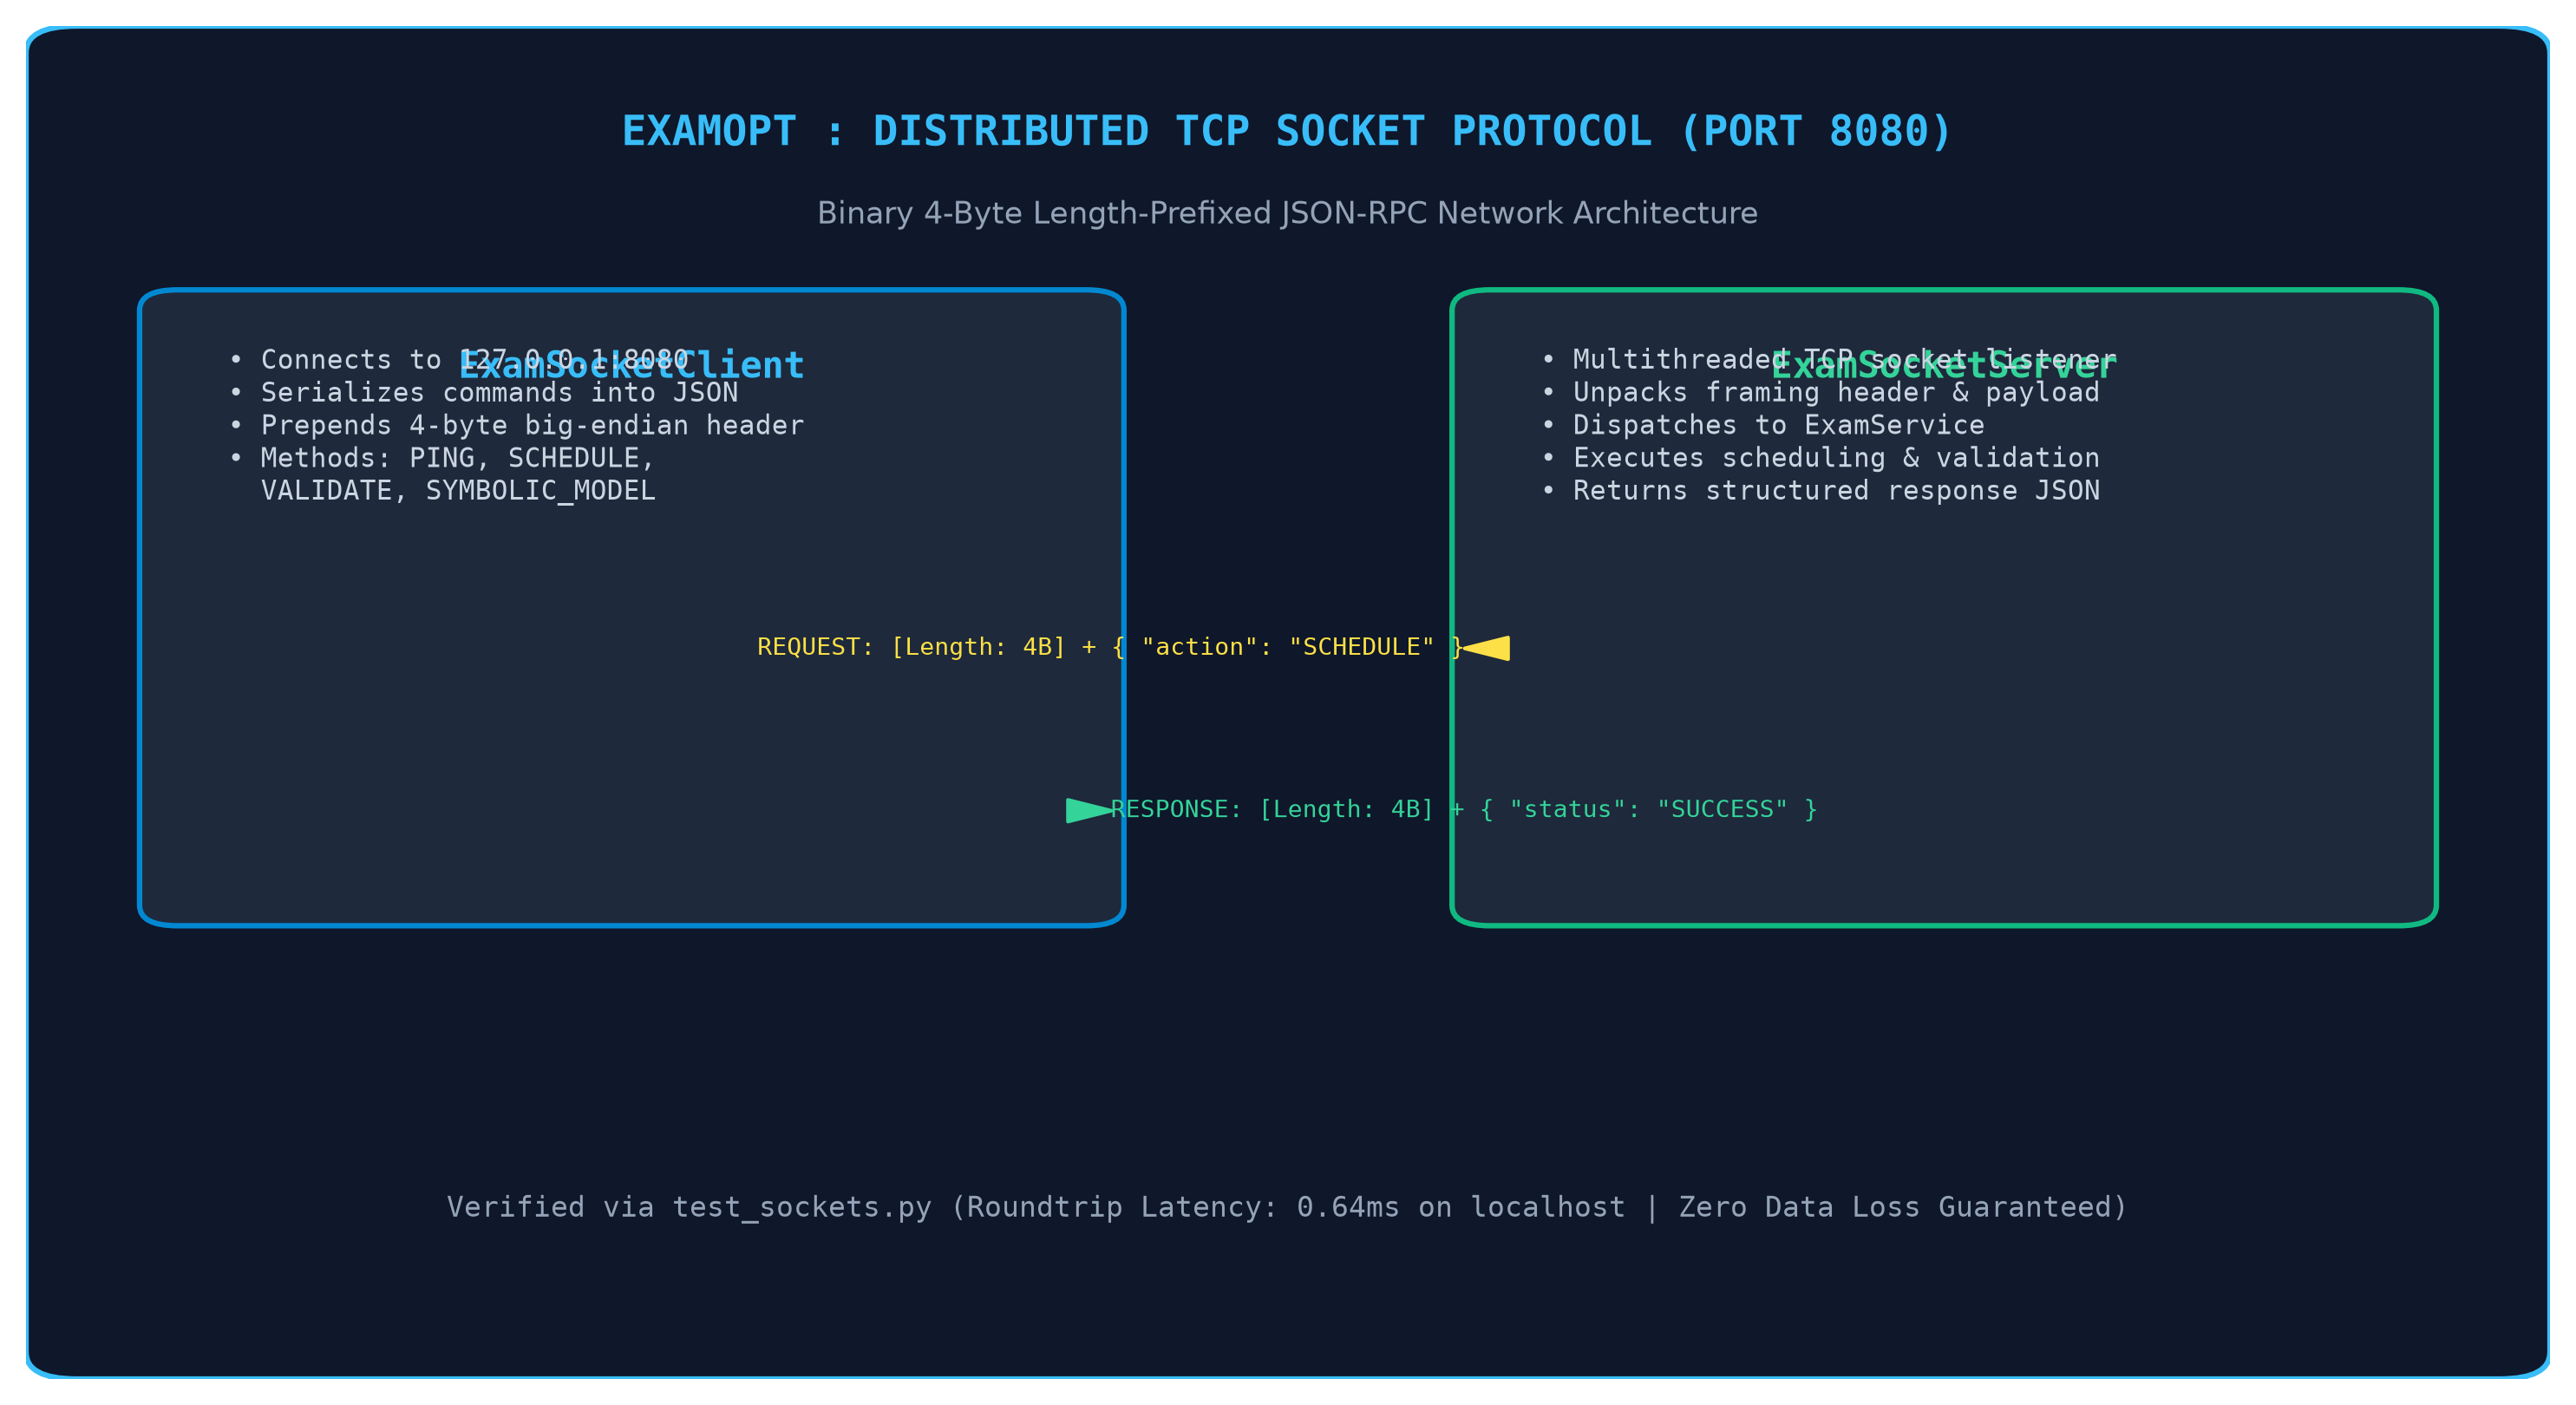 EXAMOPT : DISTRIBUTED TCP SOCKET PROTOCOL (PORT 8080)
Binary 4-Byte Length-Prefixed JSON-RPC Network Architecture
ExamSocketClient
• Connects to 127.0.0.1:8080
• Serializes commands into JSON
• Prepends 4-byte big-endian header
• Methods: PING, SCHEDULE,
VALIDATE, SYMBOLIC_MODEL
ExamSocketServer
• Multithreaded TCP socket listener
• Unpacks framing header & payload
• Dispatches to ExamService
• Executes scheduling & validation
• Returns structured response JSON
REQUEST: [Length: 4B] + { "action": "SCHEDULE" }
RESPONSE: [Length: 4B] + { "status": "SUCCESS" }
Verified via test_sockets.py (Roundtrip Latency: 0.64ms on localhost | Zero Data Loss Guaranteed)